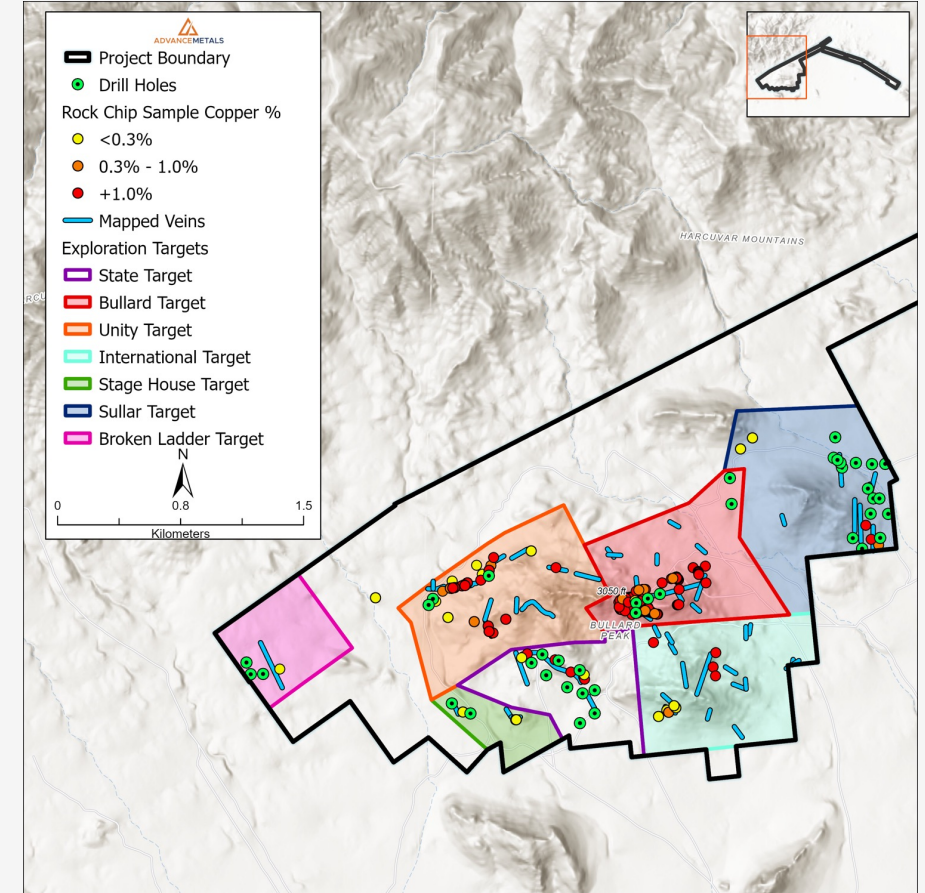 ADVANCEMETALS
Project Boundary
Drill Holes
Rock Chip Sample Copper %
<0.3%
0.3% - 1.0%
+1.0%
Mapped Veins
Exploration Targets
State Target
Bullard Target
Unity Target
International Target
Stage House Target
Sullar Target
Broken Ladder Target
N
0 0.8 1.5
Kilometers
HARCUVAR MOUNTAINS
RCU
3050 ft
BULLARD
PEAK